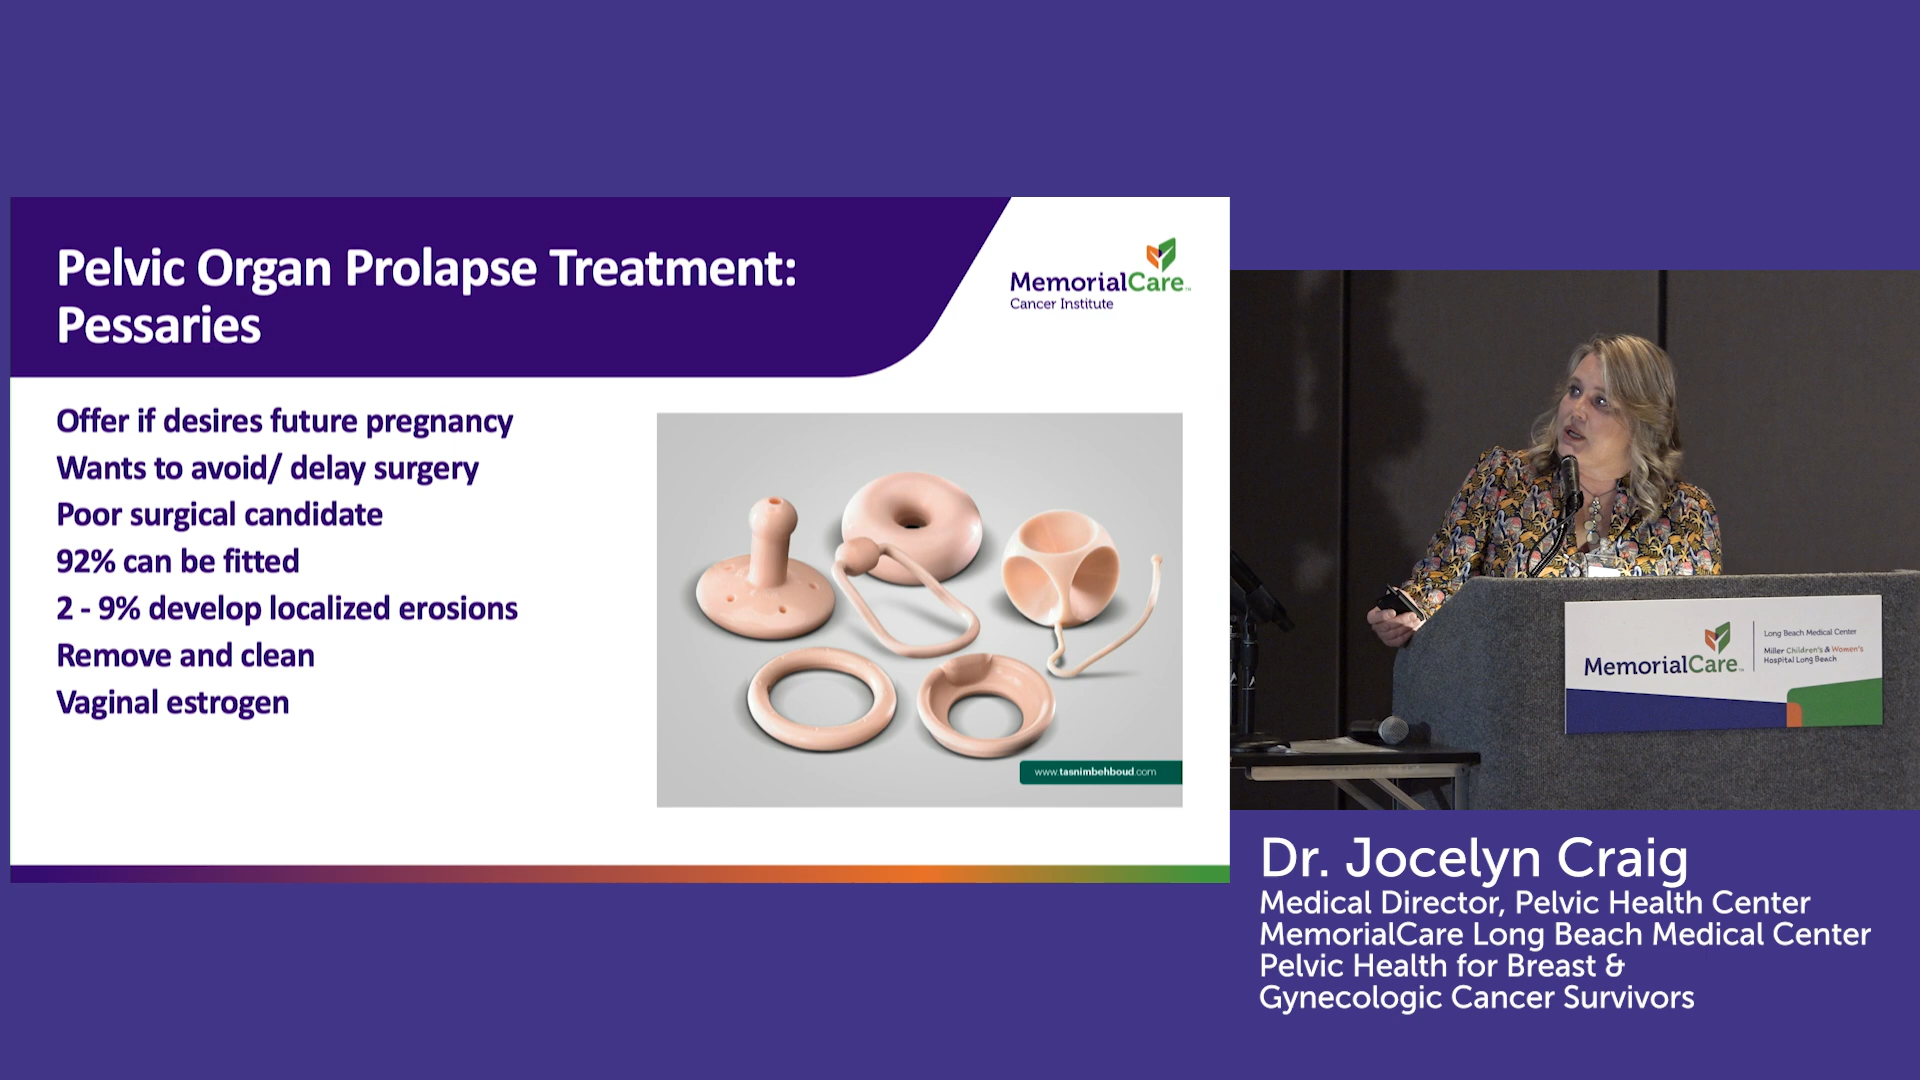 Pelvic Organ Prolapse Treatment:
Pessaries
MemorialCare™
Cancer Institute
Offer if desires future pregnancy
Wants to avoid/ delay surgery
Poor surgical candidate
92% can be fitted
2 - 9% develop localized erosions
Remove and clean
Vaginal estrogen
www.tasnimbehboud.com
MemorialCare™
Long Beach Medical Center
Miller Children's & Women's
Hospital Long Beach
Dr. Jocelyn Craig
Medical Director, Pelvic Health Center
MemorialCare Long Beach Medical Center
Pelvic Health for Breast &
Gynecologic Cancer Survivors